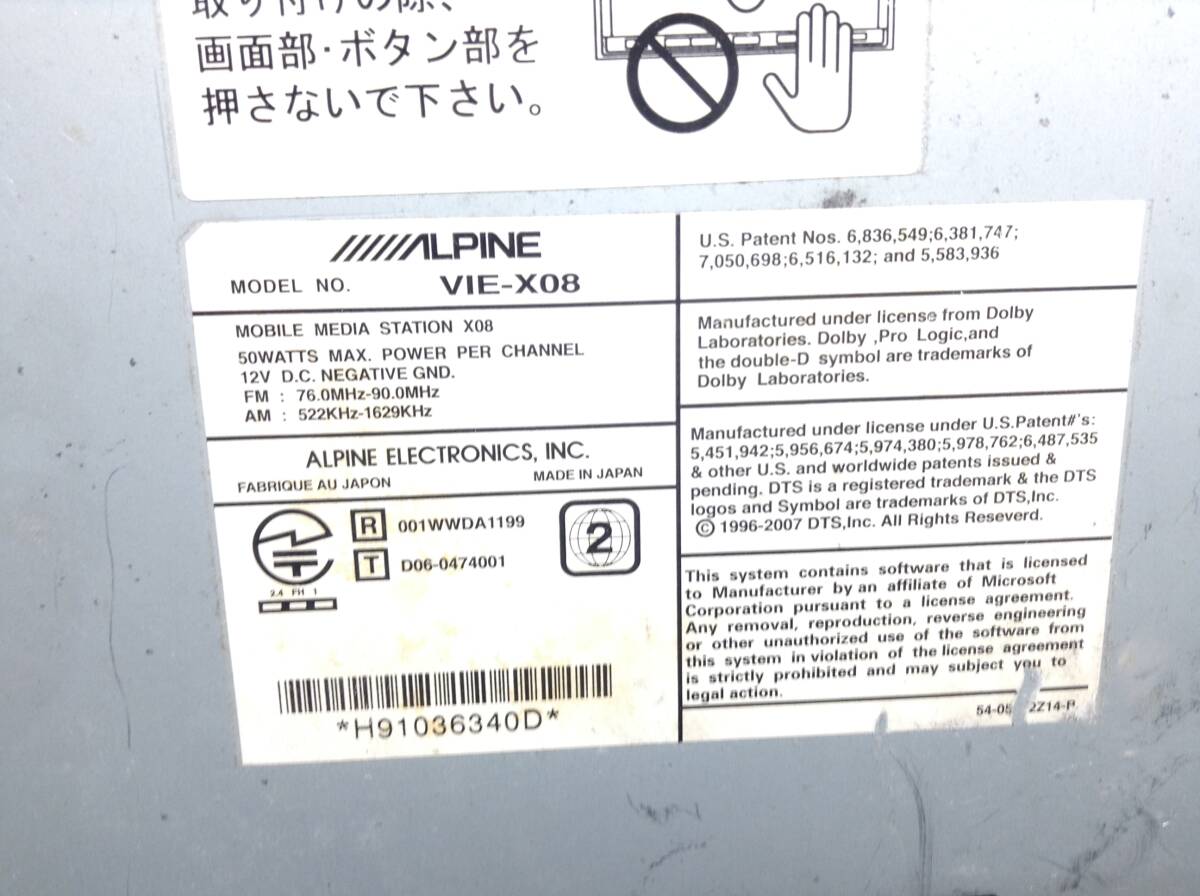 取り付けの際、
画面部・ボタン部を
押さないで下さい。
ALPINE
MODEL NO. VIE-X08
MOBILE MEDIA STATION X08
50WATTS MAX. POWER PER CHANNEL
12V D.C. NEGATIVE GND.
FM : 76.0MHz-90.0MHz
AM : 522KHz-1629KHz
ALPINE ELECTRONICS, INC.
FABRIQUE AU JAPON MADE IN JAPAN
R 001WWDA1199
T D06-0474001
2
2.4 FH 1
*H91036340D*
U.S. Patent Nos. 6,836,549;6,381,747;
7,050,698;6,516,132; and 5,583,936
Manufactured under license from Dolby
Laboratories. Dolby ,Pro Logic,and
the double-D symbol are trademarks of
Dolby Laboratories.
Manufactured under license under U.S.Patent#'s:
5,451,942;5,956,674;5,974,380;5,978,762;6,487,535
& other U.S. and worldwide patents issued &
pending. DTS is a registered trademark & the DTS
logos and Symbol are trademarks of DTS,Inc.
© 1996-2007 DTS,Inc. All Rights Reseverd.
This system contains software that is licensed
to Manufacturer by an affiliate of Microsoft
Corporation pursuant to a license agreement.
Any removal, reproduction, reverse engineering
or other unauthorized use of the software from
this system in violation of the license agreement
is strictly prohibited and may subject you to
legal action.